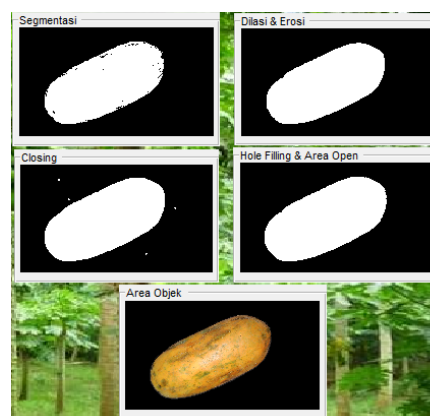 Segmentasi
Dilasi & Erosi
Closing
Hole Filling & Area Open
Area Objek